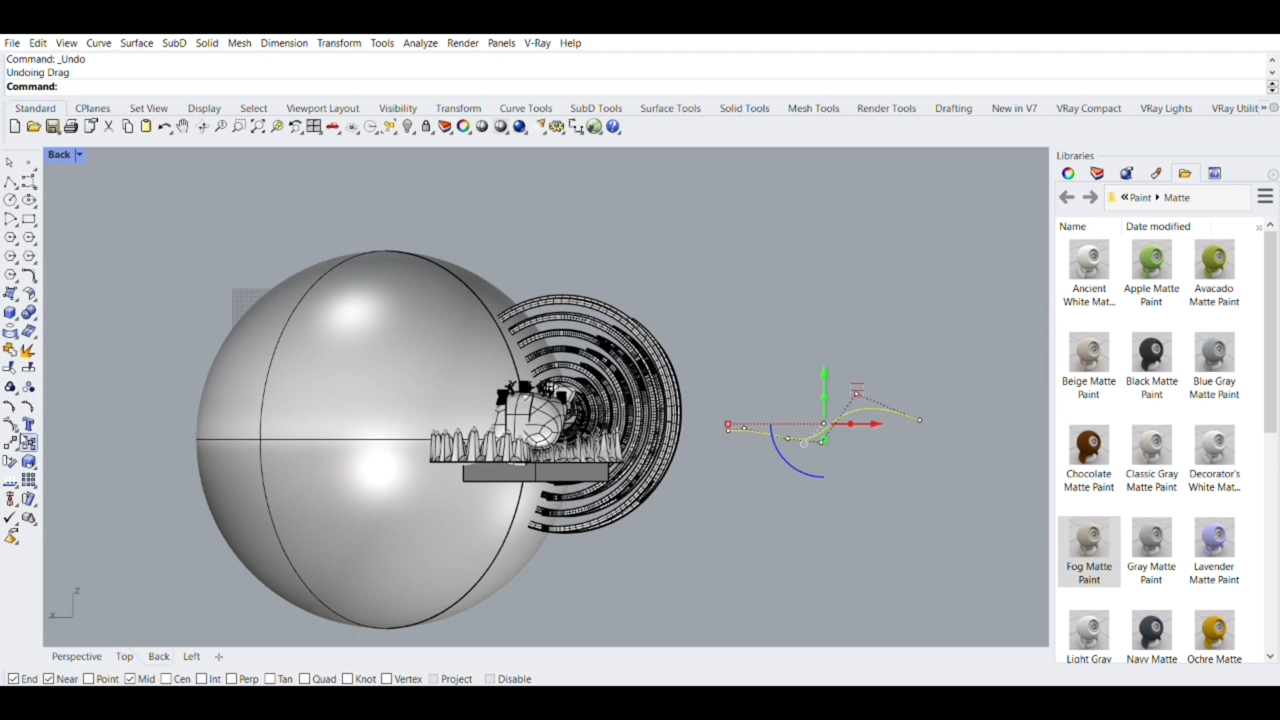 File Edit View Curve Surface SubD Solid Mesh Dimension Transform Tools Analyze Render Panels V-Ray Help
Command: _Undo
Undoing Drag
Command:
Standard CPlanes Set View Display Select Viewport Layout Visibility Transform Curve Tools SubD Tools Surface Tools Solid Tools Mesh Tools Render Tools Drafting New in V7 VRay Compact VRay Lights VRay Utilit »
Back
Libraries
« Paint Matte
Name Date modified »
Ancient White Mat...
Apple Matte Paint
Avacado Matte Paint
Beige Matte Paint
Black Matte Paint
Blue Gray Matte Paint
Chocolate Matte Paint
Classic Gray Matte Paint
Decorator's White Mat...
Fog Matte Paint
Gray Matte Paint
Lavender Matte Paint
Light Gray
Navy Matte
Ochre Matte
z
x
Perspective Top Back Left
End Near Point Mid Cen Int Perp Tan Quad Knot Vertex Project Disable